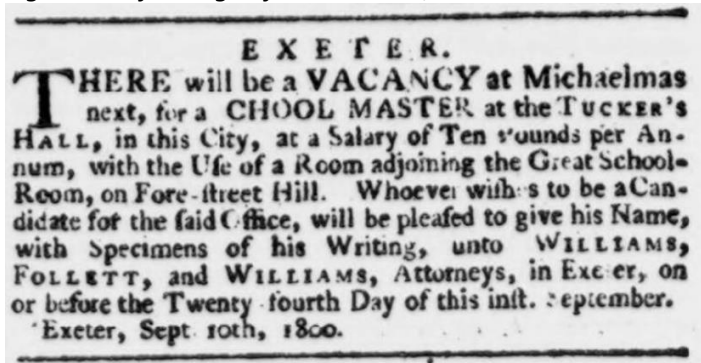 EXETER.
THERE will be a VACANCY at Michaelmas
next, for a CHOOL MASTER at the TUCKER'S
HALL, in this City, at a Salary of Ten Pounds per An-
num, with the Uſe of a Room adjoining the Great School-
Room, on Fore-ſtreet Hill. Whoever wiſhes to be a Can-
didate for the ſaid Office, will be pleaſed to give his Name,
with Specimens of his Writing, unto WILLIAMS,
FOLLETT, and WILLIAMS, Attorneys, in Exeter, on
or before the Twenty fourth Day of this inſt. September.
Exeter, Sept. 10th, 1800.